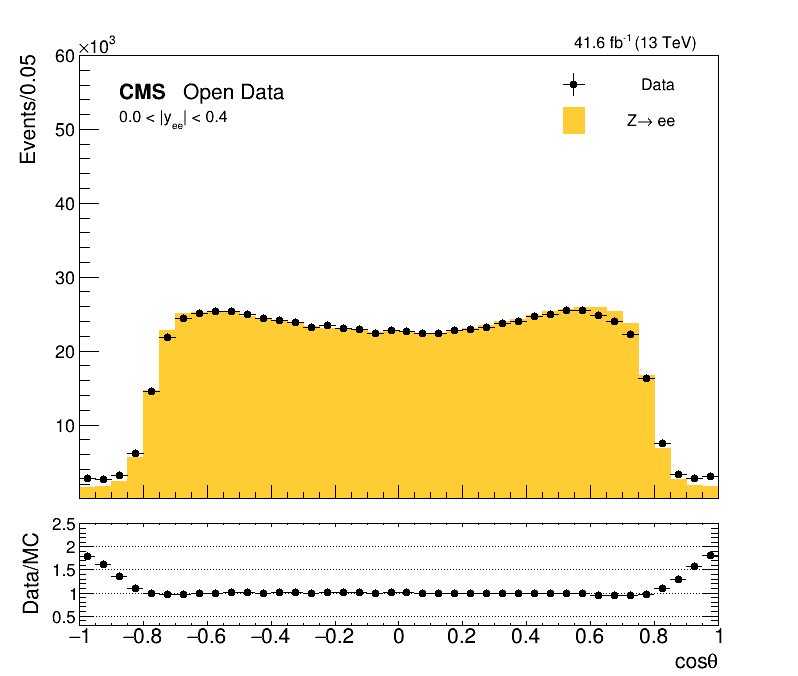 41.6 fb⁻¹ (13 TeV)
×10³
Events/0.05
60
50
40
30
20
10
CMS Open Data
0.0 < |y_ee| < 0.4
Data
Z→ ee
Data/MC
2.5
2
1.5
1
0.5
−1 −0.8 −0.6 −0.4 −0.2 0 0.2 0.4 0.6 0.8 1
cosθ